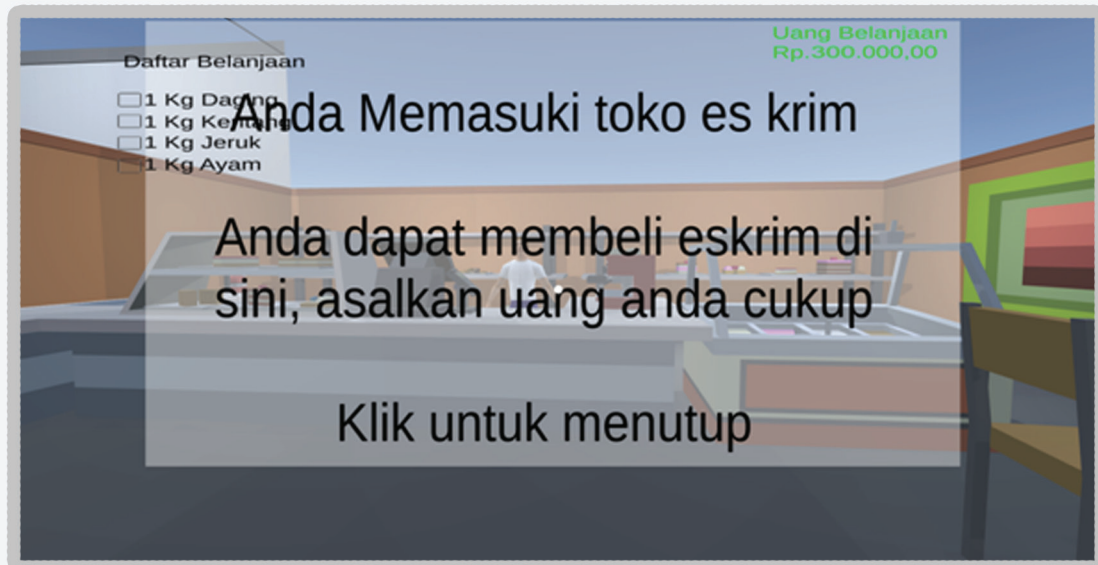 Uang Belanjaan
Rp.300.000,00
Daftar Belanjaan
1 Kg Daging
1 Kg Kentang
1 Kg Jeruk
1 Kg Ayam
Anda Memasuki toko es krim
Anda dapat membeli eskrim di
sini, asalkan uang anda cukup
Klik untuk menutup